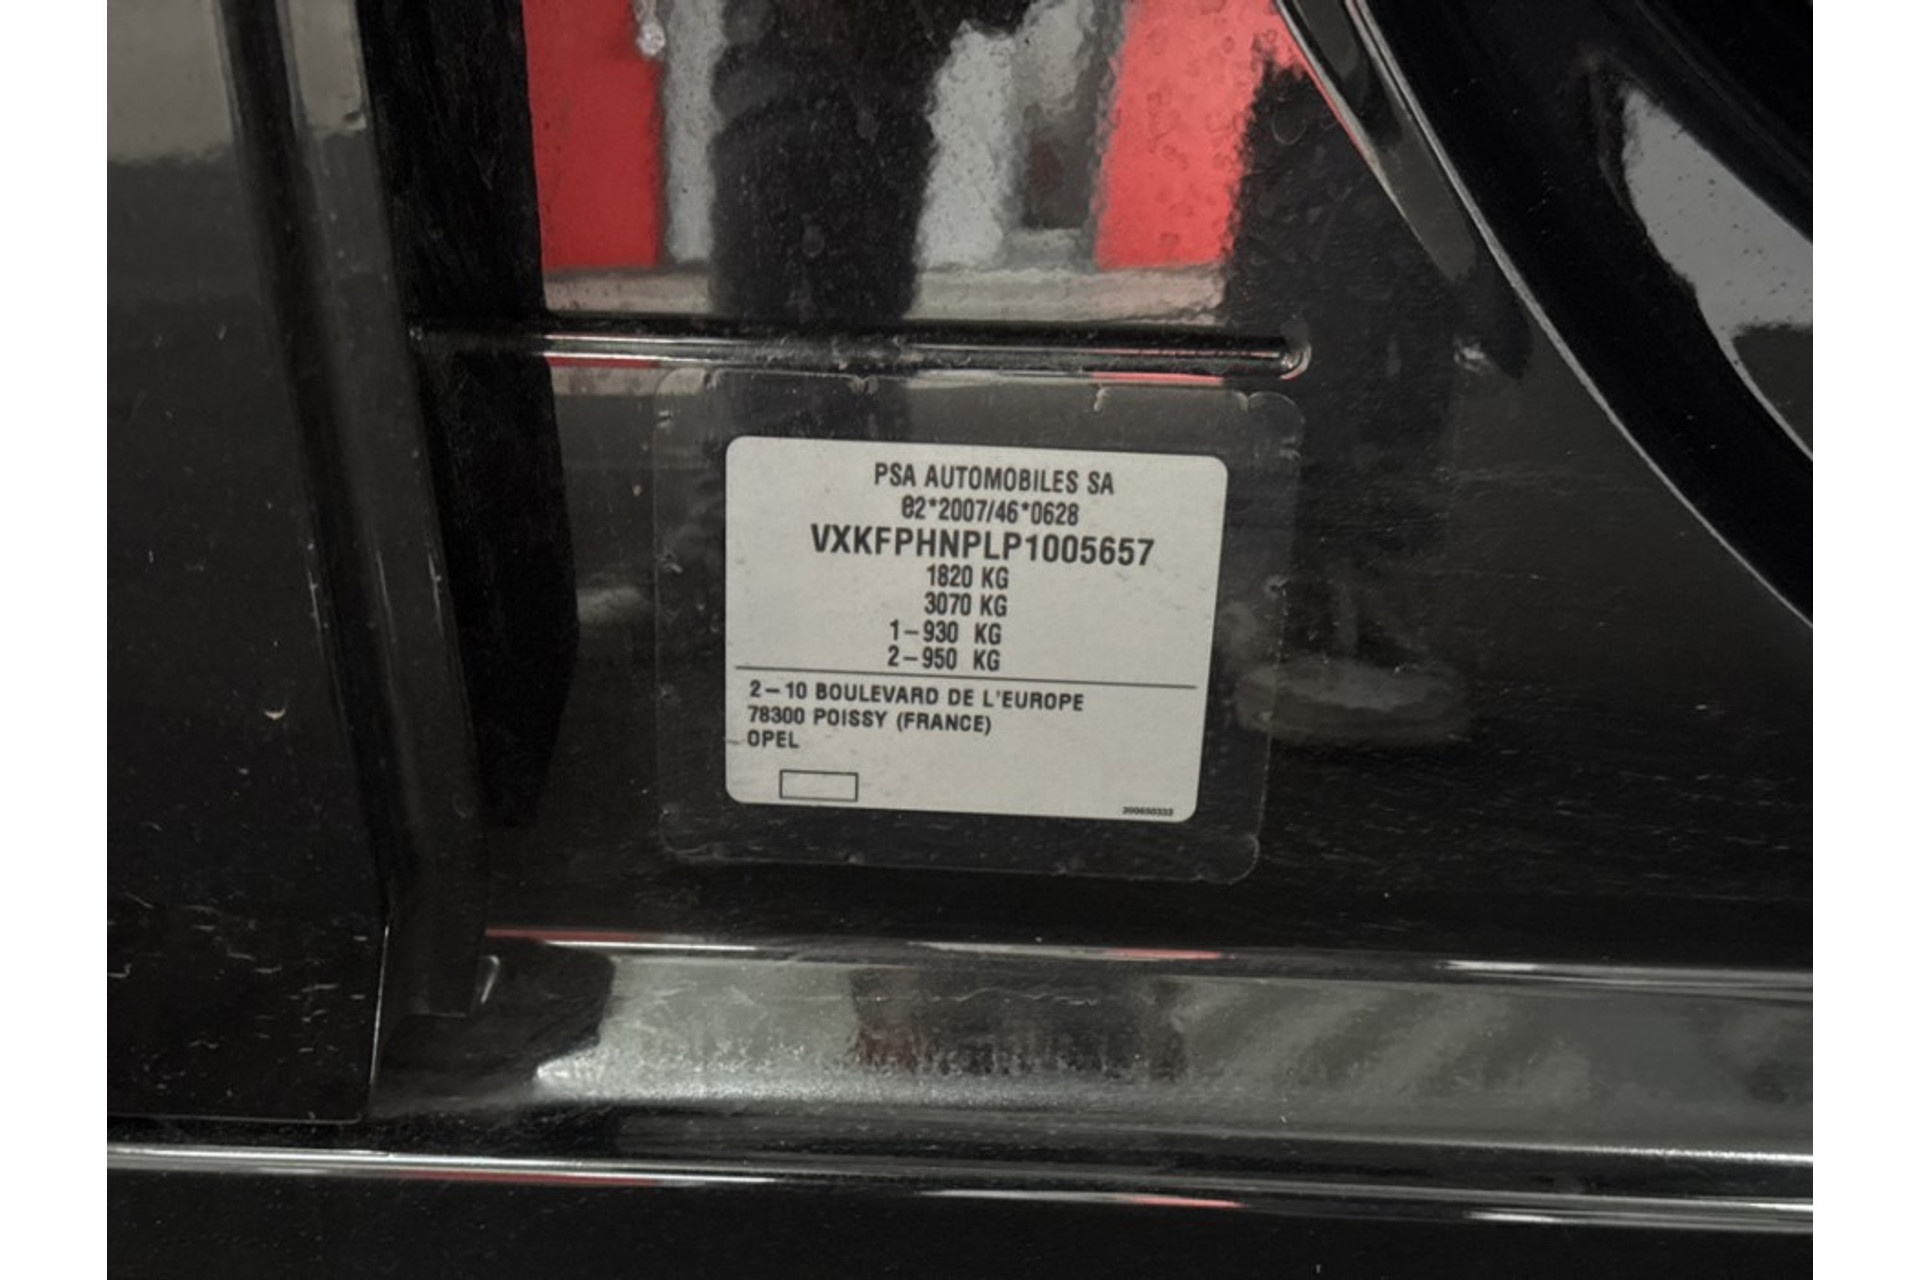 PSA AUTOMOBILES SA
e2*2007/46*0628
VXKFPHNPLP1005657
1820 KG
3070 KG
1-930 KG
2-950 KG
2-10 BOULEVARD DE L'EUROPE
78300 POISSY (FRANCE)
OPEL